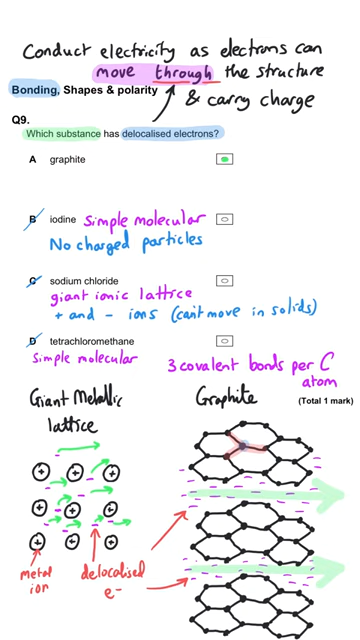 Conduct electricity as electrons can
move through the structure
& carry charge
Bonding, Shapes & polarity
Q9.
Which substance has delocalised electrons?
A graphite
B iodine simple molecular
No charged particles
C sodium chloride
giant ionic lattice
+ and - ions (can't move in solids)
D tetrachloromethane
simple molecular
3 covalent bonds per C
atom
(Total 1 mark)
Giant Metallic
lattice
Graphite
+ + +
+ + +
+ +
metal
ion
delocalised
e-